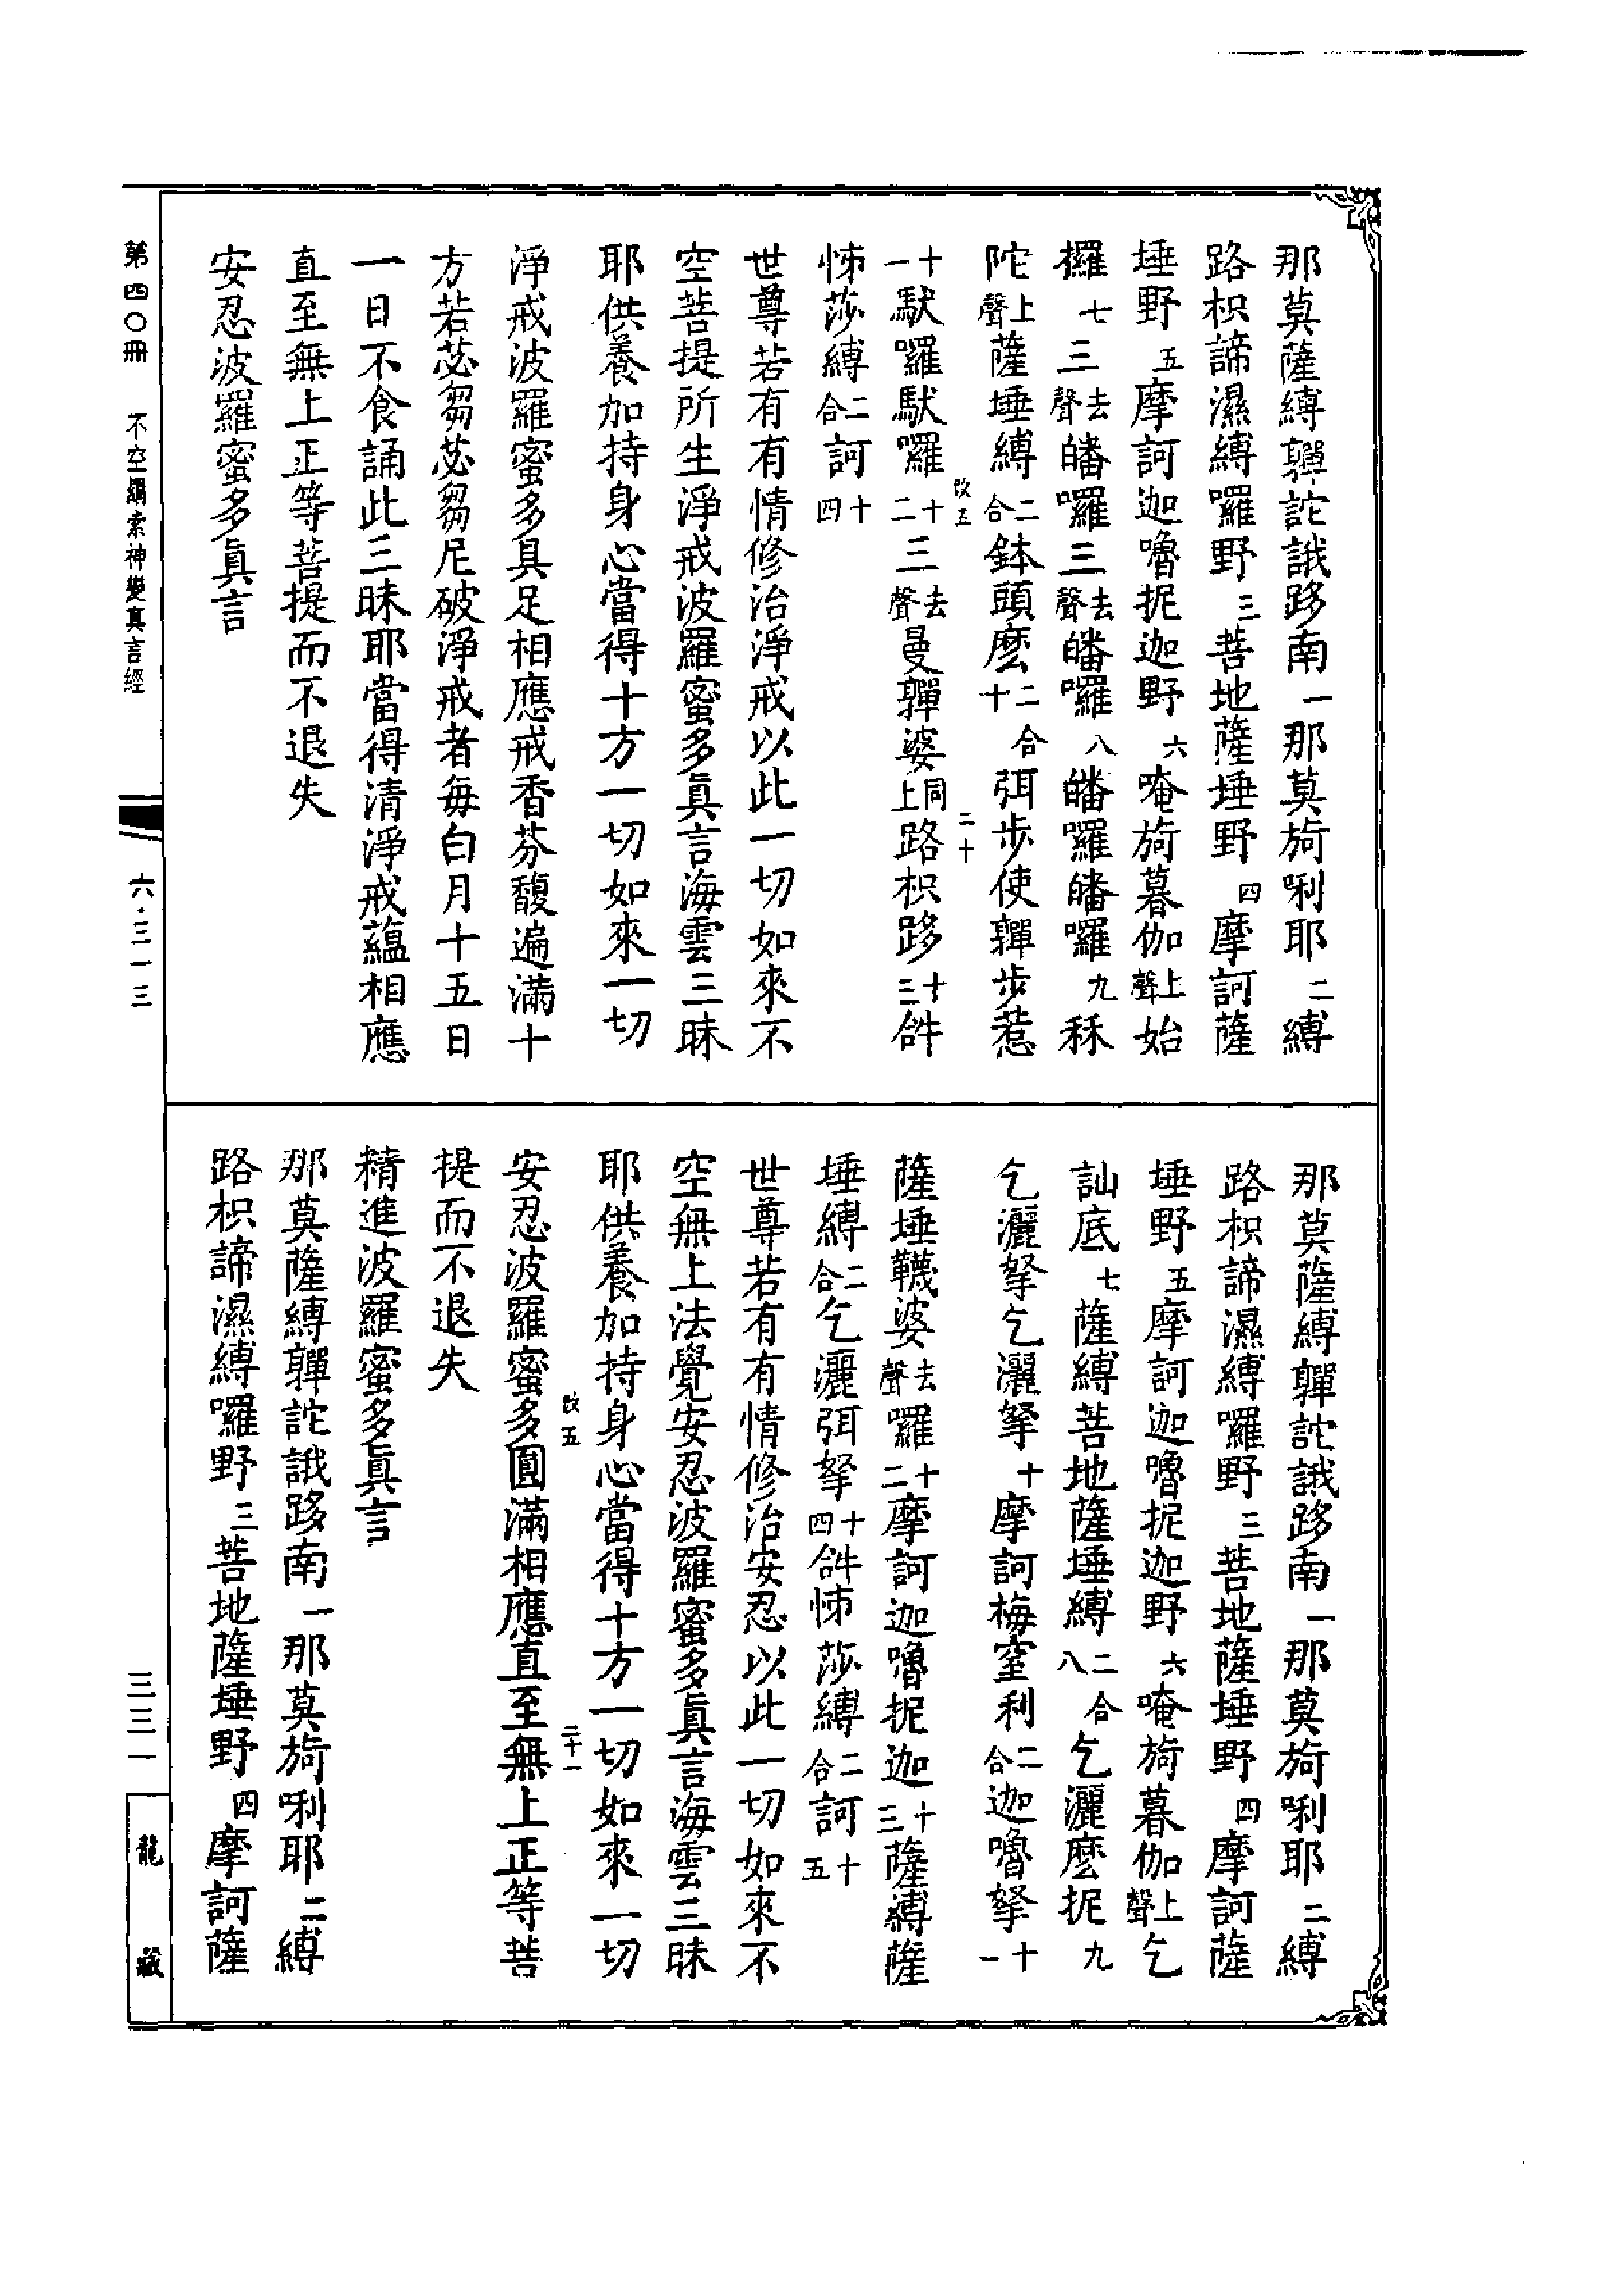 那莫薩縛韗詑誐跢南一那莫旖唎耶二縛
路枳諦濕縛囉野三菩地薩埵野四摩訶薩
埵野五摩訶迦嚕抳迦野六唵旖暮伽上聲始
攞七三去聲皤囉三去聲皤囉八皤囉皤囉九秝
陀上聲薩埵縛二合鉢頭麼二合十弭步使韗步惹
十一馱囉馱囉十二三去聲曼韗婆同上路枳跢十三𤙖
改五
二十
怖莎縛二合訶十四
世尊若有有情修治淨戒以此一切如來不
空菩提所生淨戒波羅蜜多真言海雲三昧
耶供養加持身心當得十方一切如來一切
淨戒波羅蜜多具足相應戒香芬馥遍滿十
方若苾芻苾芻尼破淨戒者每白月十五日
一日不食誦此三昧耶當得清淨戒蘊相應
直至無上正等菩提而不退失
安忍波羅蜜多真言
那莫薩縛韗詑誐跢南一那莫旖唎耶二縛
路枳諦濕縛囉野三菩地薩埵野四摩訶薩
埵野五摩訶迦嚕抳迦野六唵旖暮伽上聲乞
訕底七薩縛菩地薩埵縛二合八乞灑麼抳九
乞灑拏乞灑拏十摩訶梅窒利二合迦嚕拏十一
薩埵韈婆去聲囉十二摩訶迦嚕抳迦十三薩縛薩
埵縛二合乞灑弭拏十四𤙖怖莎縛二合訶十五
世尊若有有情修治安忍以此一切如來不
空無上法覺安忍波羅蜜多真言海雲三昧
耶供養加持身心當得十方一切如來一切
改五
二十一
安忍波羅蜜多圓滿相應直至無上正等菩
提而不退失
精進波羅蜜多真言
那莫薩縛韗詑誐跢南一那莫旖唎耶二縛
路枳諦濕縛囉野三菩地薩埵野四摩訶薩
第四〇冊 不空羂索神變真言經 六·三一三 三三一 龍藏